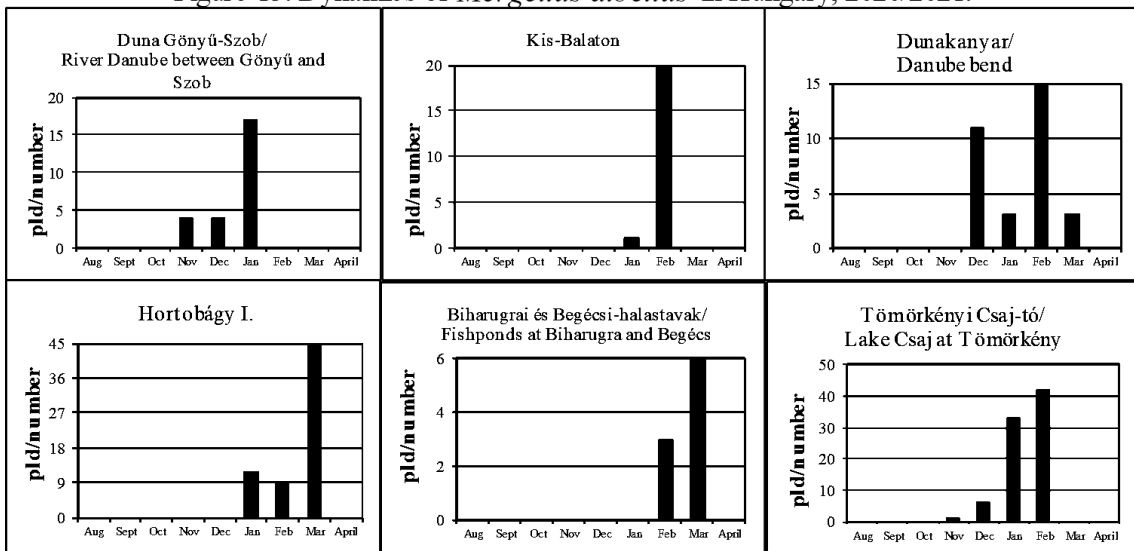 Figure Dynamics of Mergellus albellus in Hungary,
Duna Gönyű-Szob/
River Danube between Gönyű and
Szob
pld/number
20
15
10
5
0
Aug Sept Oct Nov Dec Jan Feb Mar April
Kis-Balaton
pld/number
20
15
10
5
0
Aug Sept Oct Nov Dec Jan Feb Mar April
Dunakanyar/
Danube bend
pld/number
15
10
5
0
Aug Sept Oct Nov Dec Jan Feb Mar April
Hortobágy I.
pld/number
45
36
27
18
9
0
Aug Sept Oct Nov Dec Jan Feb Mar April
Biharugrai és Begécsi-halastavak/
Fishponds at Biharugra and Begécs
pld/number
6
4
2
0
Aug Sept Oct Nov Dec Jan Feb Mar April
Tömörkényi Csaj-tó/
Lake Csaj at Tömörkény
pld/number
50
40
30
20
10
0
Aug Sept Oct Nov Dec Jan Feb Mar April